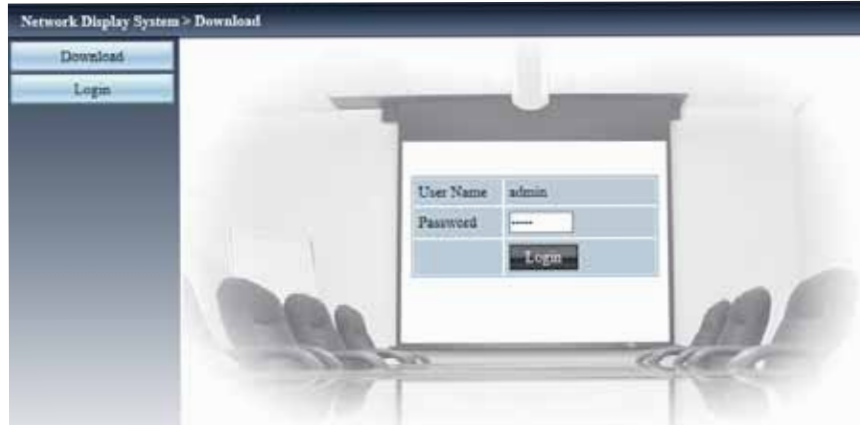 Network Display System > Download
Download
Login
User Name admin
Password •••••
Login